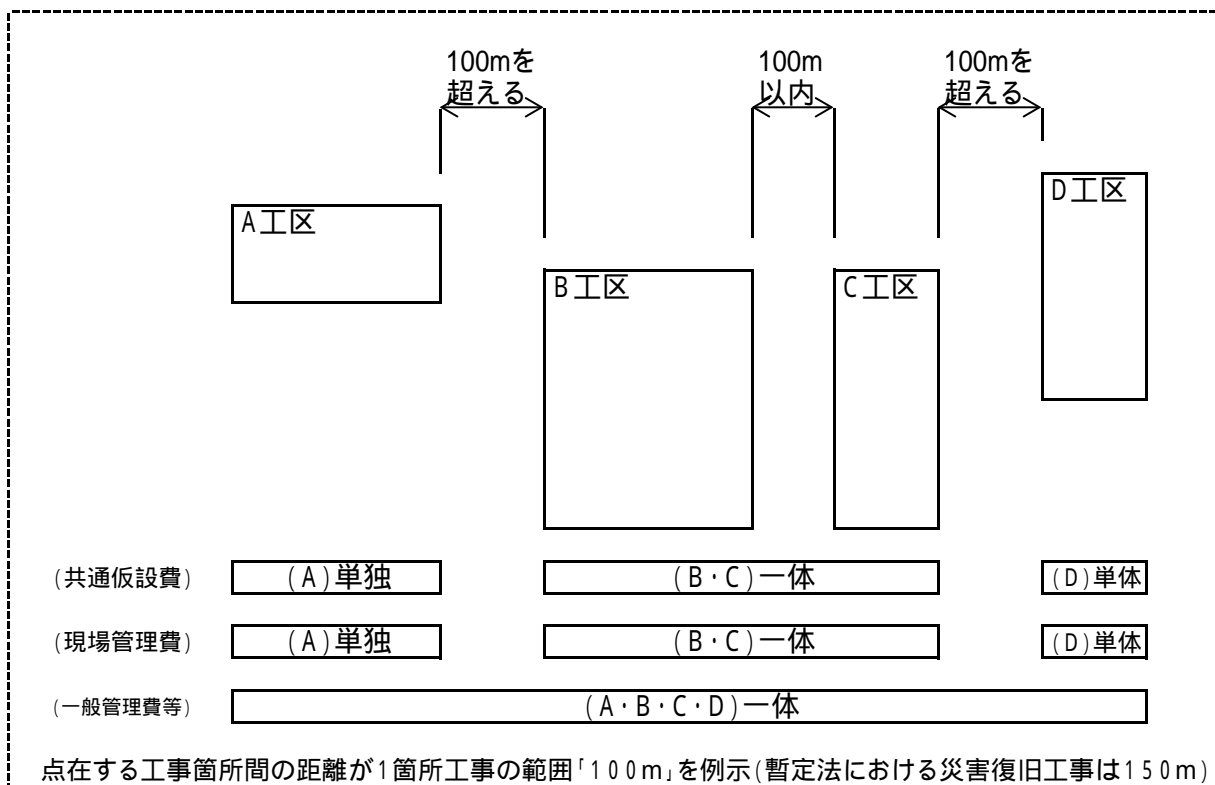 100mを
超える
100m
以内
100mを
超える
A工区
B工区
C工区
D工区
(共通仮設費) (A)単独 (B・C)一体 (D)単体
(現場管理費) (A)単独 (B・C)一体 (D)単体
(一般管理費等) (A・B・C・D)一体
点在する工事箇所間の距離が1箇所工事の範囲「100m」を例示(暫定法における災害復旧工事は150m)